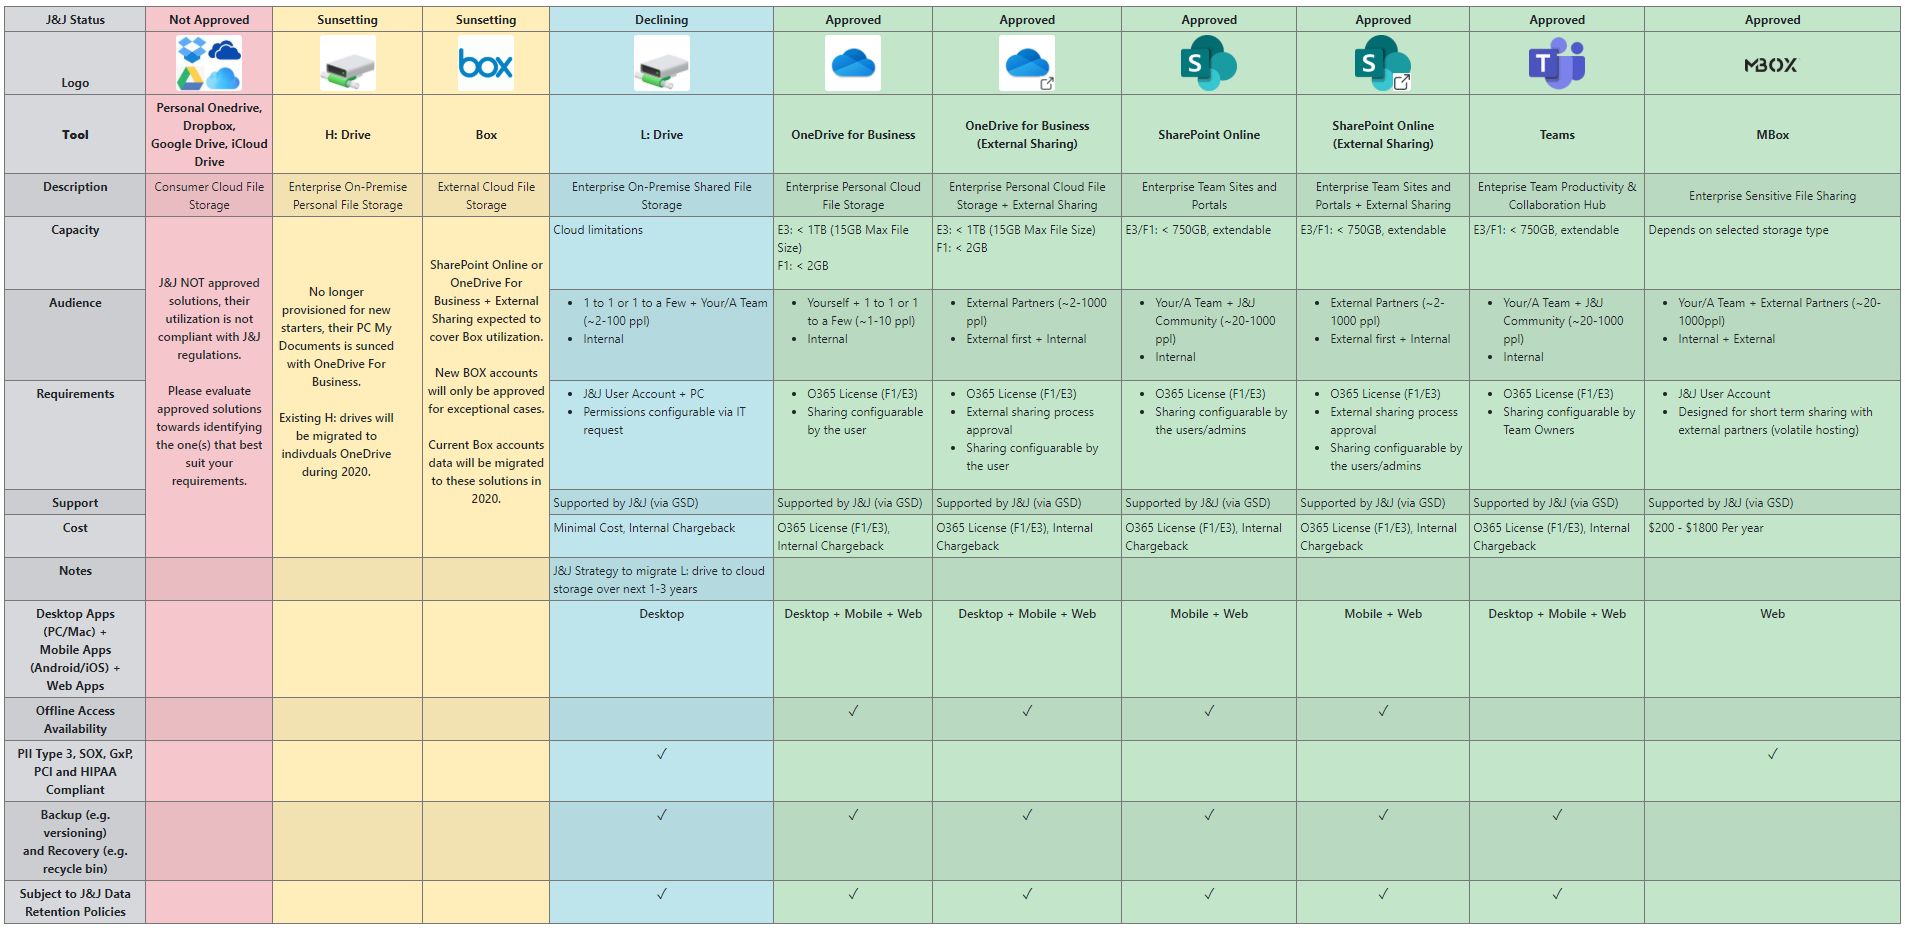 J&J Status
Not Approved
Sunsetting
Sunsetting
Declining
Approved
Approved
Approved
Approved
Approved
Approved
Logo
box
S
S
T
MBOX
Tool
Personal Onedrive,
Dropbox,
Google Drive, iCloud
Drive
H: Drive
Box
L: Drive
OneDrive for Business
OneDrive for Business
(External Sharing)
SharePoint Online
SharePoint Online
(External Sharing)
Teams
MBox
Description
Consumer Cloud File
Storage
Enterprise On-Premise
Personal File Storage
External Cloud File
Storage
Enterprise On-Premise Shared File
Storage
Enterprise Personal Cloud
File Storage
Enterprise Personal Cloud File
Storage + External Sharing
Enterprise Team Sites and
Portals
Enterprise Team Sites and
Portals + External Sharing
Enteprise Team Productivity &
Collaboration Hub
Enterprise Sensitive File Sharing
Capacity
J&J NOT approved
solutions, their
utilization is not
compliant with J&J
regulations.
Please evaluate
approved solutions
towards identifying
the one(s) that best
suit your
requirements.
No longer
provisioned for new
starters, their PC My
Documents is sunced
with OneDrive For
Business.
Existing H: drives will
be migrated to
indivduals OneDrive
during 2020.
SharePoint Online or
OneDrive For
Business + External
Sharing expected to
cover Box utilization.
New BOX accounts
will only be approved
for exceptional cases.
Current Box accounts
data will be migrated
to these solutions in
2020.
Cloud limitations
E3: < 1TB (15GB Max File
Size)
F1: < 2GB
E3: < 1TB (15GB Max File Size)
F1: < 2GB
E3/F1: < 750GB, extendable
E3/F1: < 750GB, extendable
E3/F1: < 750GB, extendable
Depends on selected storage type
Audience
• 1 to 1 or 1 to a Few + Your/A Team
(~2-100 ppl)
• Internal
• Yourself + 1 to 1 or 1
to a Few (~1-10 ppl)
• Internal
• External Partners (~2-1000
ppl)
• External first + Internal
• Your/A Team + J&J
Community (~20-1000
ppl)
• Internal
• External Partners (~2-
1000 ppl)
• External first + Internal
• Your/A Team + J&J
Community (~20-1000
ppl)
• Internal
• Your/A Team + External Partners (~20-
1000ppl)
• Internal + External
Requirements
• J&J User Account + PC
• Permissions configurable via IT
request
• O365 License (F1/E3)
• Sharing configuarable
by the user
• O365 License (F1/E3)
• External sharing process
approval
• Sharing configuarable by
the user
• O365 License (F1/E3)
• Sharing configuarable by
the users/admins
• O365 License (F1/E3)
• External sharing process
approval
• Sharing configuarable by
the users/admins
• O365 License (F1/E3)
• Sharing configuarable by
Team Owners
• J&J User Account
• Designed for short term sharing with
external partners (volatile hosting)
Support
Supported by J&J (via GSD)
Supported by J&J (via GSD)
Supported by J&J (via GSD)
Supported by J&J (via GSD)
Supported by J&J (via GSD)
Supported by J&J (via GSD)
Supported by J&J (via GSD)
Cost
Minimal Cost, Internal Chargeback
O365 License (F1/E3),
Internal Chargeback
O365 License (F1/E3), Internal
Chargeback
O365 License (F1/E3), Internal
Chargeback
O365 License (F1/E3), Internal
Chargeback
O365 License (F1/E3), Internal
Chargeback
$200 - $1800 Per year
Notes
J&J Strategy to migrate L: drive to cloud
storage over next 1-3 years
Desktop Apps
(PC/Mac) +
Mobile Apps
(Android/iOS) +
Web Apps
Desktop
Desktop + Mobile + Web
Desktop + Mobile + Web
Mobile + Web
Mobile + Web
Desktop + Mobile + Web
Web
Offline Access
Availability
✓
✓
✓
✓
PII Type 3, SOX, GxP,
PCI and HIPAA
Compliant
✓
✓
Backup (e.g.
versioning)
and Recovery (e.g.
recycle bin)
✓
✓
✓
✓
✓
✓
Subject to J&J Data
Retention Policies
✓
✓
✓
✓
✓
✓